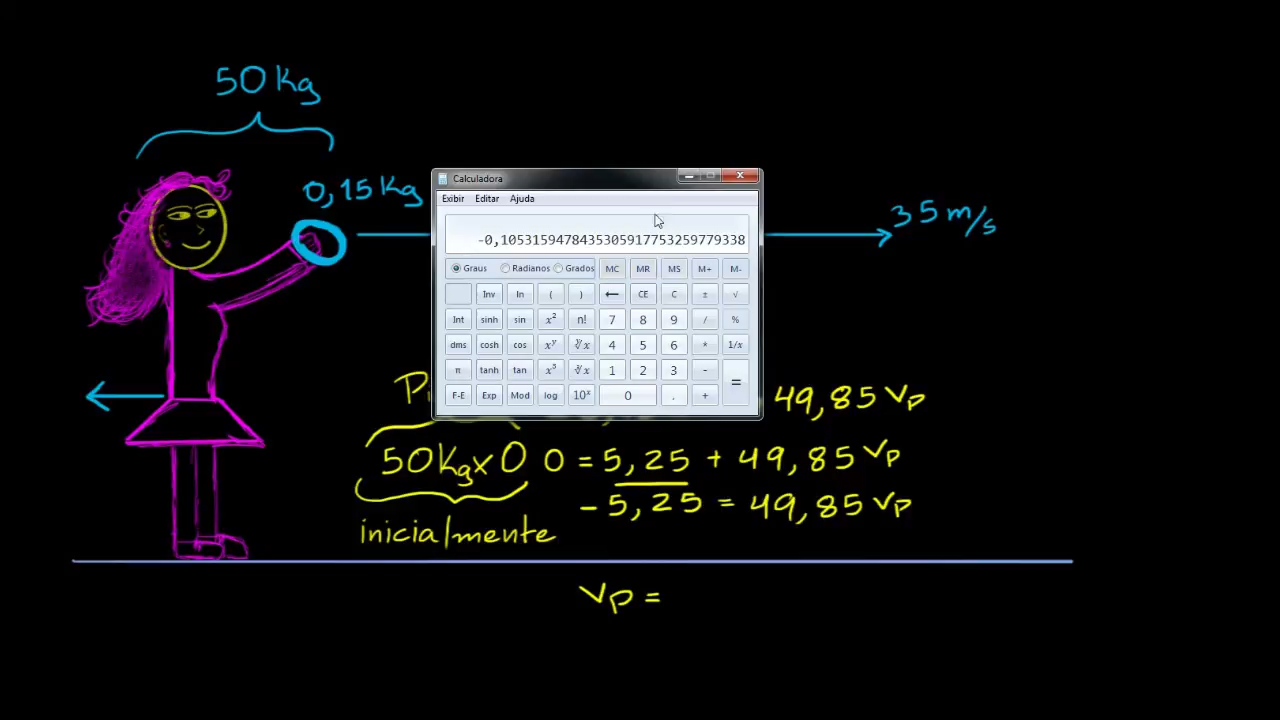 50 Kg
0,15 Kg
35 m/s
Calculadora
Exibir Editar Ajuda
-0,10531594784353059177532597793​38
Graus Radianos Grados MC MR MS M+ M-
Inv ln ( ) ← CE C ± √
Int sinh sin x² n! 7 8 9 / %
dms cosh cos xʸ ʸ√x 4 5 6 * 1/x
π tanh tan x³ ³√x 1 2 3 - =
F-E Exp Mod log 10ˣ 0 . +
49,85 Vp
50Kg x 0 0 = 5,25 + 49,85 Vp
-5,25 = 49,85 Vp
inicialmente
Vp =